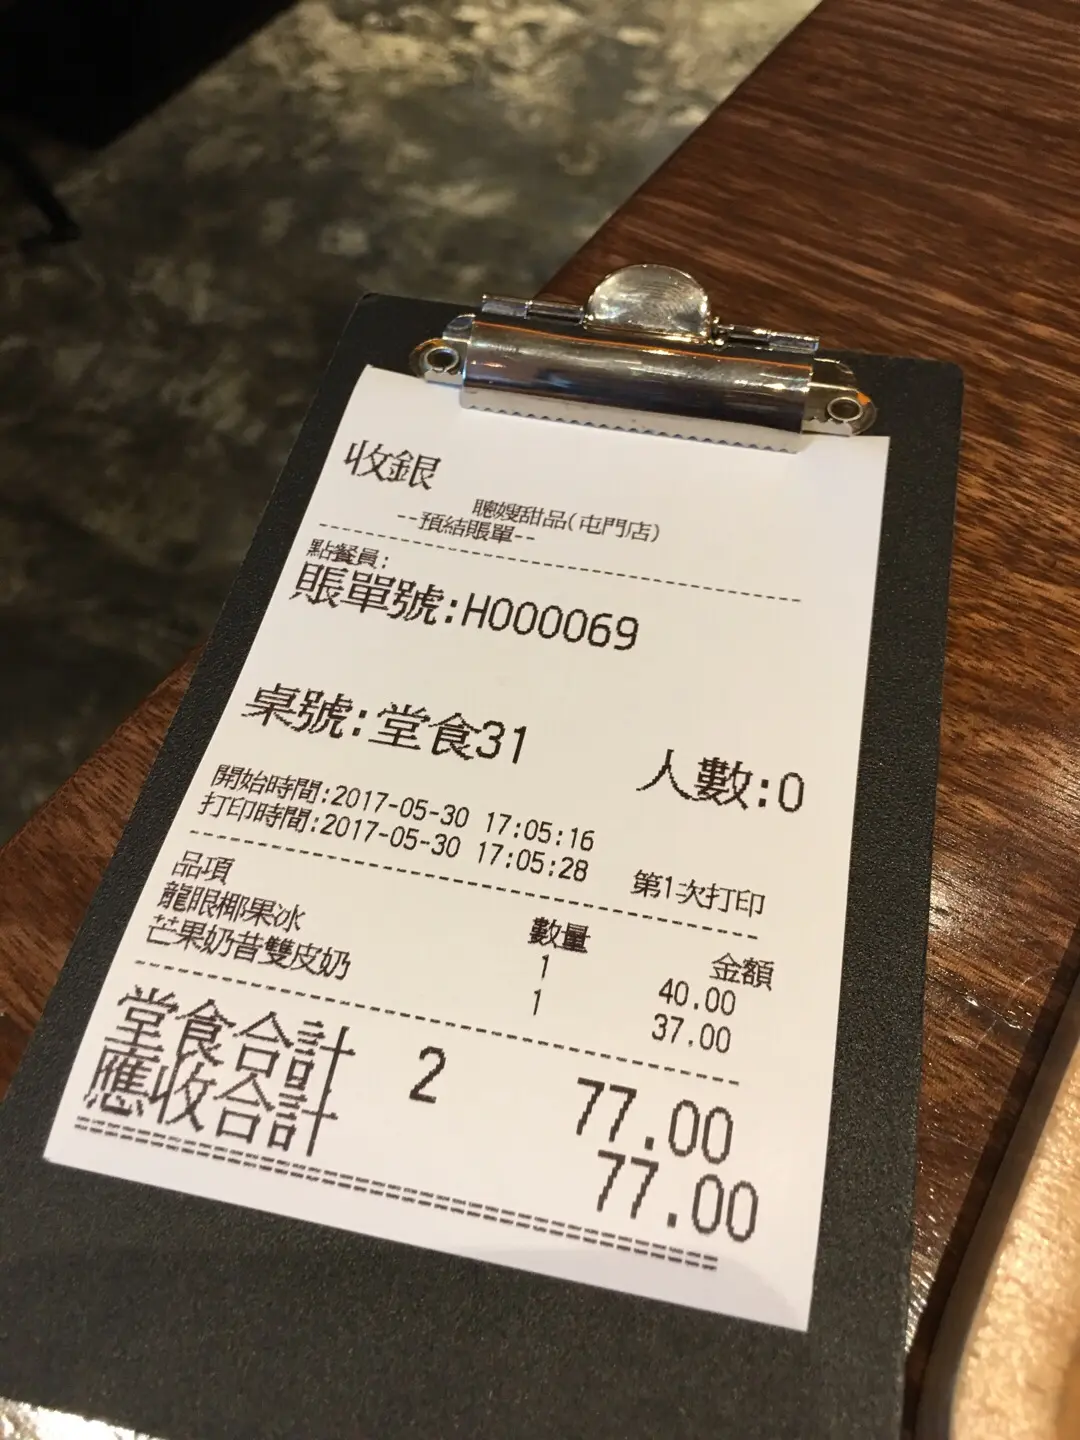 收銀
聰嫂甜品(屯門店)
--預結賬單--
點餐員:
賬單號:H000069
桌號:堂食31 人數:0
開始時間:2017-05-30 17:05:16
打印時間:2017-05-30 17:05:28 第1次打印
品項 數量 金額
龍眼椰果冰 1 40.00
芒果奶昔雙皮奶 1 37.00
堂食合計 2 77.00
應收合計 77.00